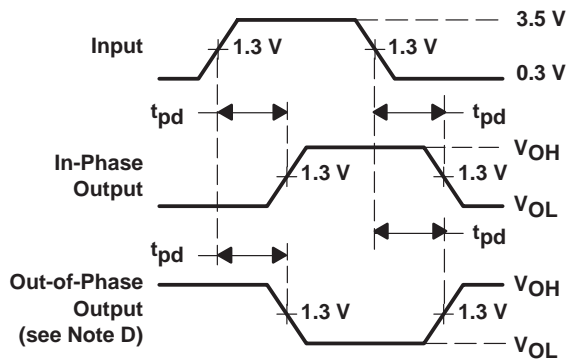 3.5 V
Input
1.3 V
1.3 V
0.3 V
tpd
tpd
VOH
In-Phase
Output
1.3 V
1.3 V
VOL
tpd
tpd
Out-of-Phase
Output
(see Note D)
VOH
1.3 V
1.3 V
VOL